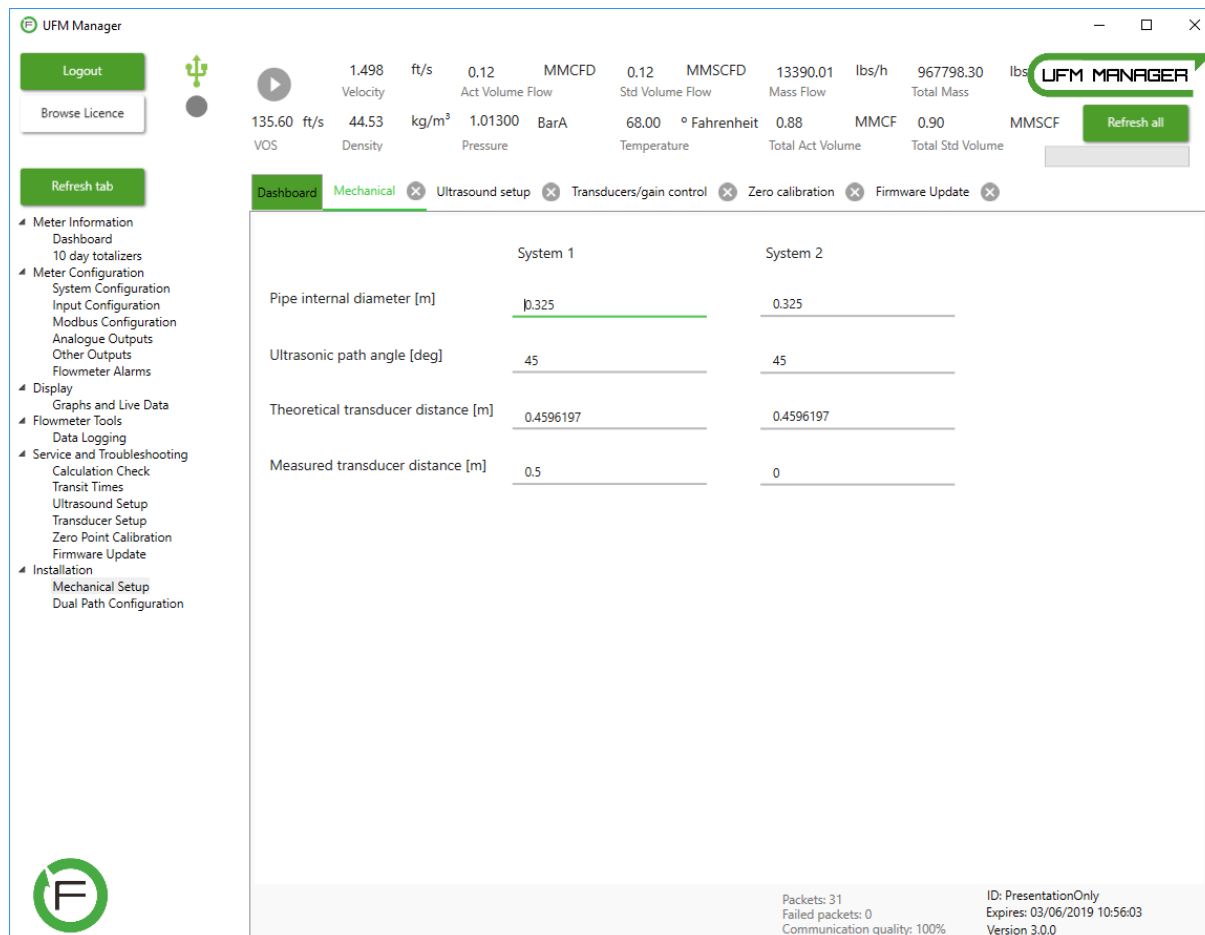 UFM Manager
Logout
Browse Licence
Refresh tab
1.498 ft/s 0.12 MMCFD 0.12 MMSCFD 13390.01 lbs/h 967798.30 lbs
Velocity Act Volume Flow Std Volume Flow Mass Flow Total Mass
UFM MANAGER
135.60 ft/s 44.53 kg/m³ 1.01300 BarA 68.00 º Fahrenheit 0.88 MMCF 0.90 MMSCF
VOS Density Pressure Temperature Total Act Volume Total Std Volume
Refresh all
Dashboard Mechanical Ultrasound setup Transducers/gain control Zero calibration Firmware Update
Meter Information
Dashboard
10 day totalizers
Meter Configuration
System Configuration
Input Configuration
Modbus Configuration
Analogue Outputs
Other Outputs
Flowmeter Alarms
Display
Graphs and Live Data
Flowmeter Tools
Data Logging
Service and Troubleshooting
Calculation Check
Transit Times
Ultrasound Setup
Transducer Setup
Zero Point Calibration
Firmware Update
Installation
Mechanical Setup
Dual Path Configuration
System 1 System 2
Pipe internal diameter [m] 0.325 0.325
Ultrasonic path angle [deg] 45 45
Theoretical transducer distance [m] 0.4596197 0.4596197
Measured transducer distance [m] 0.5 0
F
Packets: 31
Failed packets: 0
Communication quality: 100%
ID: PresentationOnly
Expires: 03/06/2019 10:56:03
Version 3.0.0